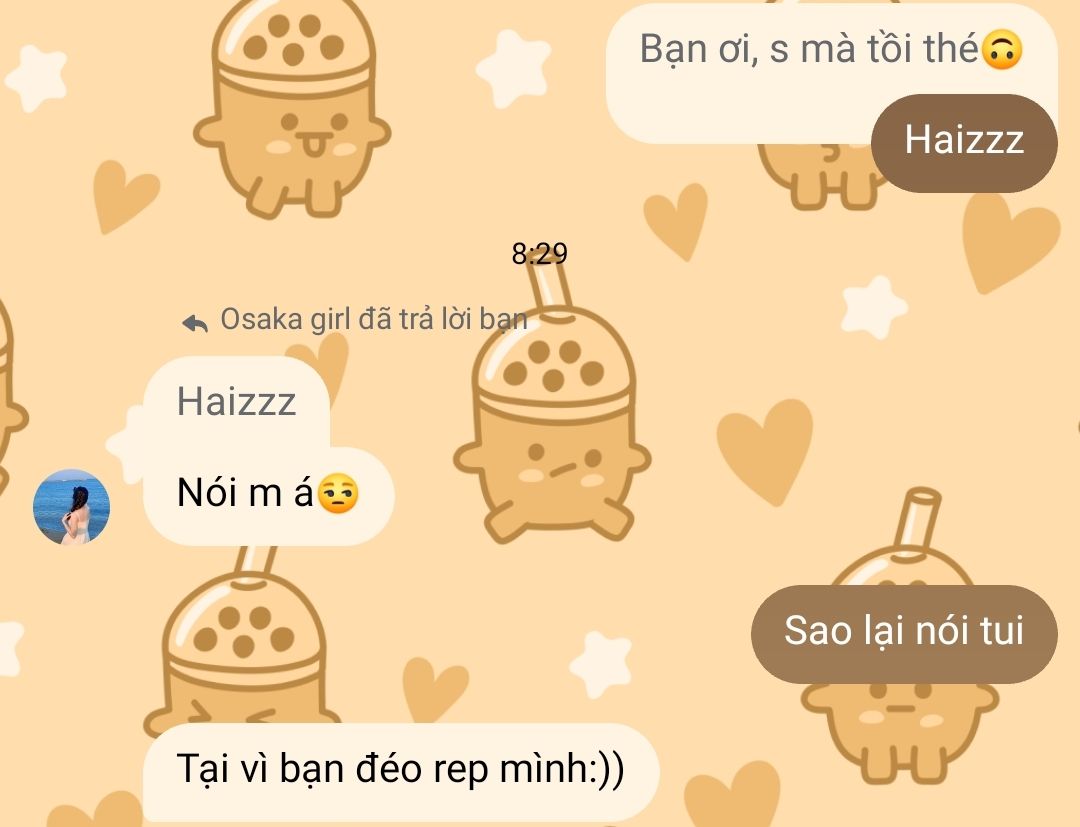 Bạn ơi, s mà tồi thé🙃
Haizzz
8:29
Osaka girl đã trả lời bạn
Haizzz
Nói m á😒
Sao lại nói tui
Tại vì bạn đéo rep mình:))